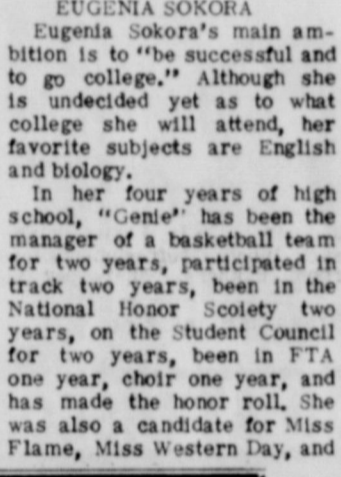 EUGENIA SOKORA
Eugenia Sokora's main am-
bition is to "be successful and
to go college." Although she
is undecided yet as to what
college she will attend, her
favorite subjects are English
and biology.
In her four years of high
school, "Genie" has been the
manager of a basketball team
for two years, participated in
track two years, been in the
National Honor Scoiety two
years, on the Student Council
for two years, been in FTA
one year, choir one year, and
has made the honor roll. She
was also a candidate for Miss
Flame, Miss Western Day, and